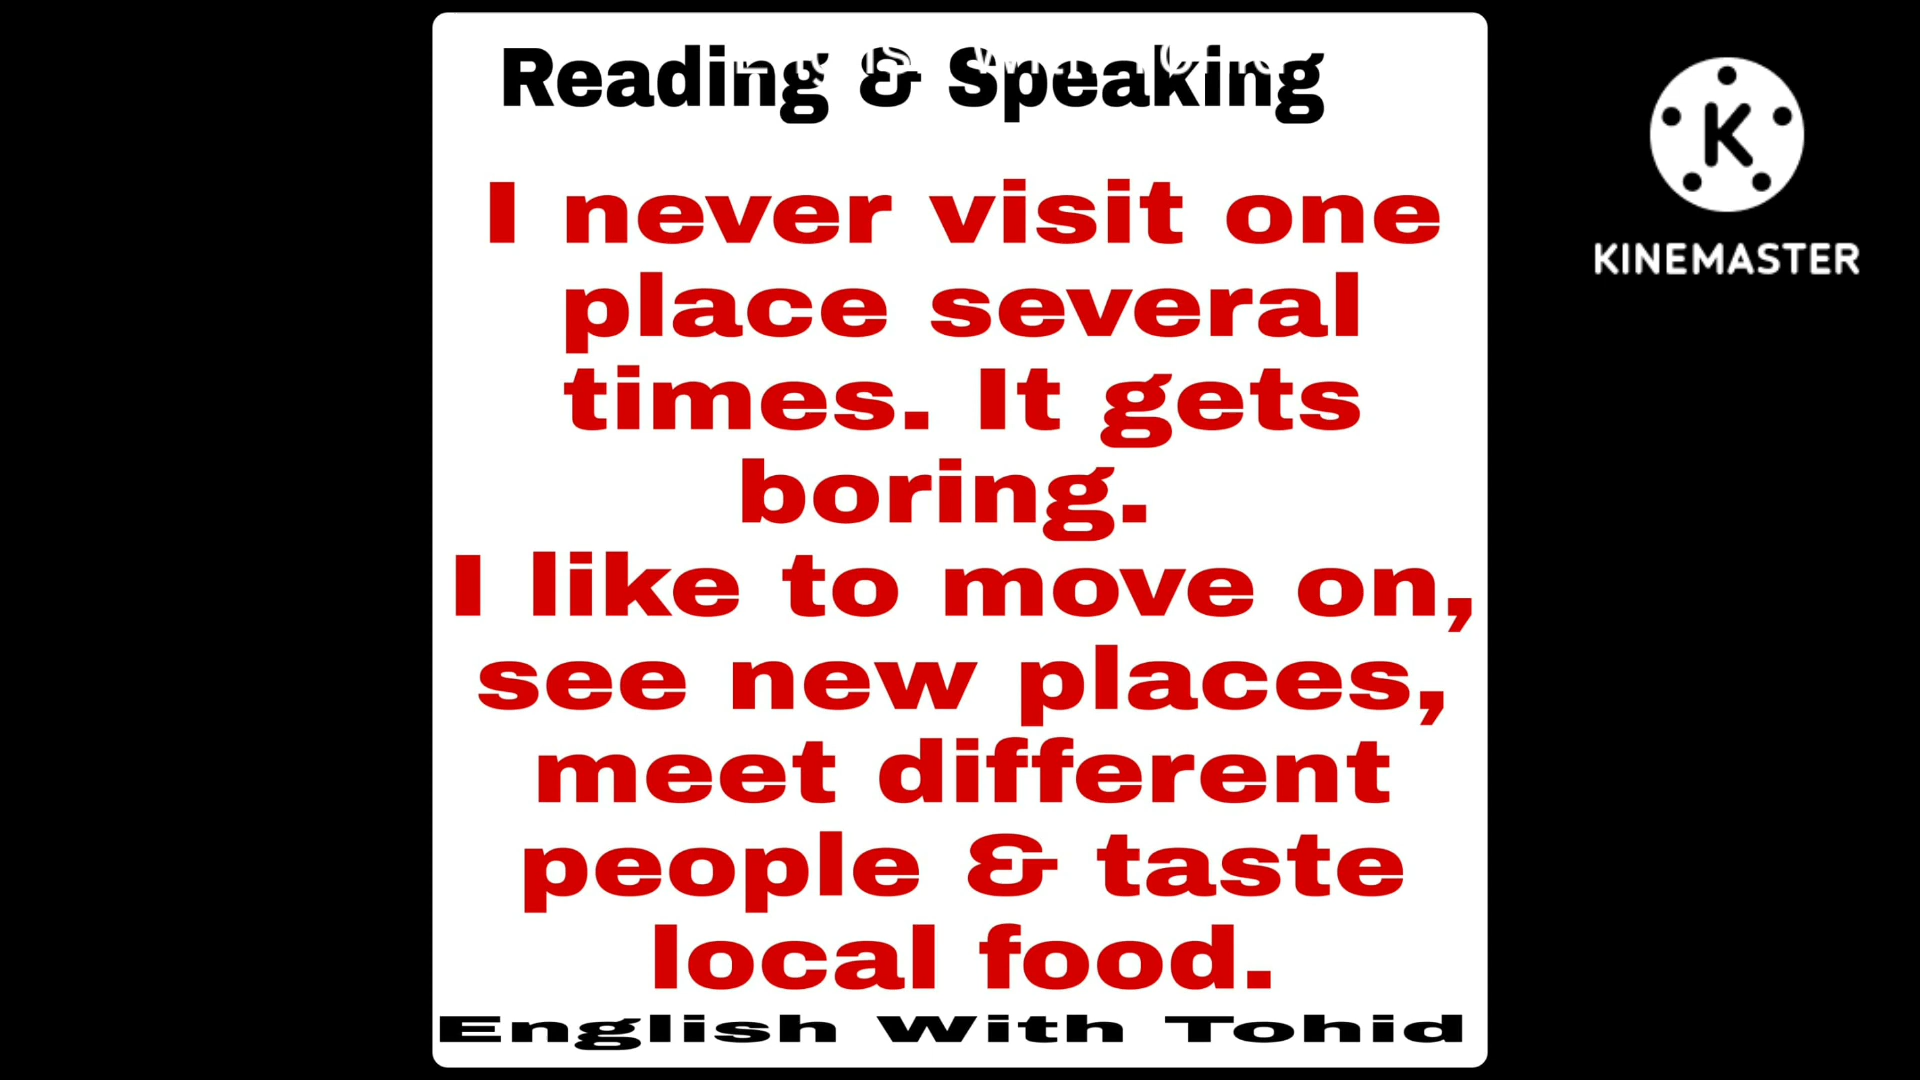 Reading & Speaking
I never visit one
place several
times. It gets
boring.
I like to move on,
see new places,
meet different
people & taste
local food.
English With Tohid
K
KINEMASTER